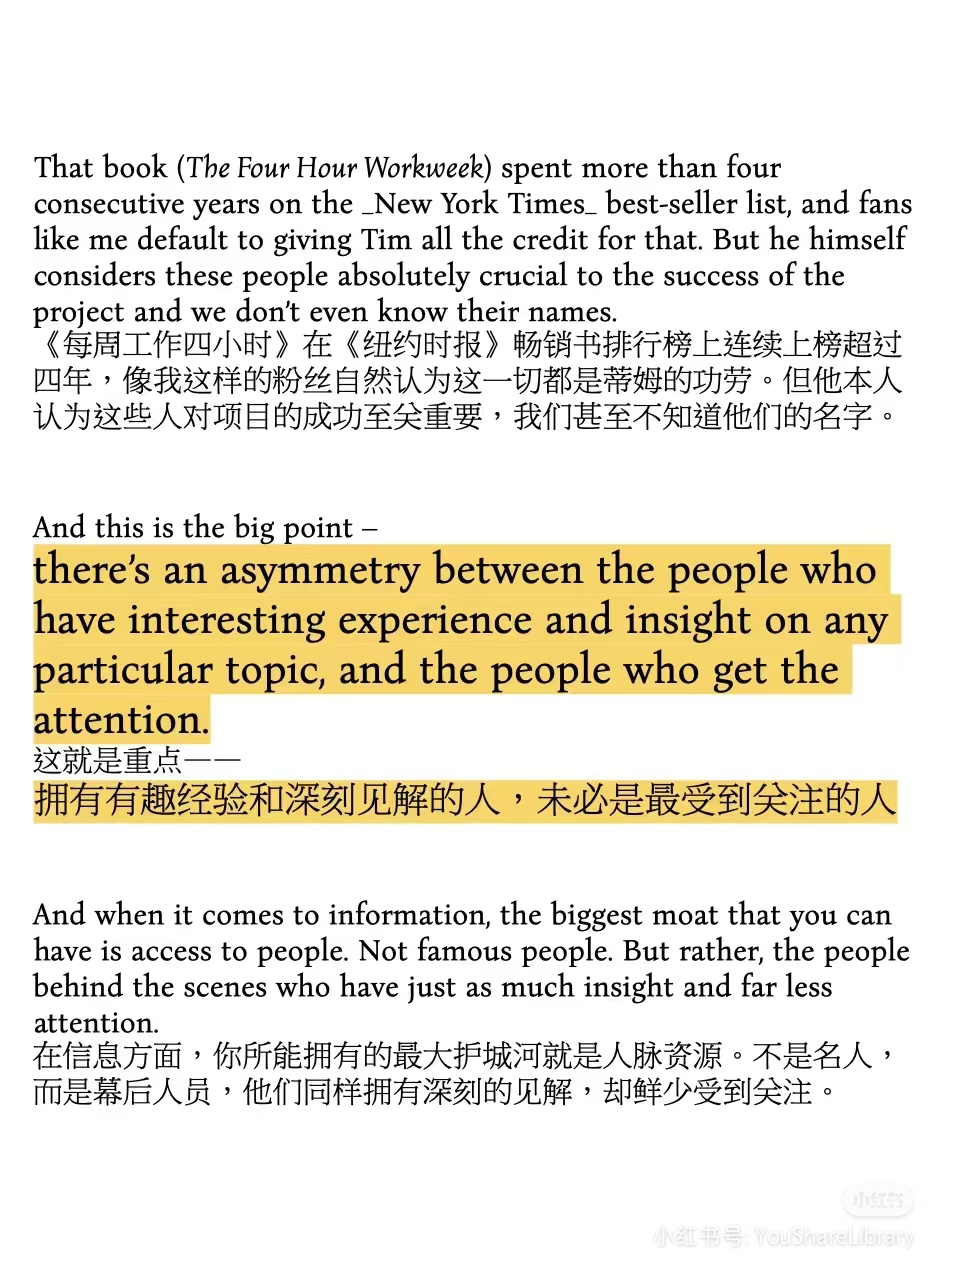 That book (The Four Hour Workweek) spent more than four
consecutive years on the _New York Times_ best-seller list, and fans
like me default to giving Tim all the credit for that. But he himself
considers these people absolutely crucial to the success of the
project and we don't even know their names.
《每周工作四小时》在《纽约时报》畅销书排行榜上连续上榜超过
四年，像我这样的粉丝自然认为这一切都是蒂姆的功劳。但他本人
认为这些人对项目的成功至关重要，我们甚至不知道他们的名字。
And this is the big point –
there's an asymmetry between the people who
have interesting experience and insight on any
particular topic, and the people who get the
attention.
这就是重点——
拥有有趣经验和深刻见解的人，未必是最受到关注的人
And when it comes to information, the biggest moat that you can
have is access to people. Not famous people. But rather, the people
behind the scenes who have just as much insight and far less
attention.
在信息方面，你所能拥有的最大护城河就是人脉资源。不是名人，
而是幕后人员，他们同样拥有深刻的见解，却鲜少受到关注。
小红书
小红书号: YouShareLibrary